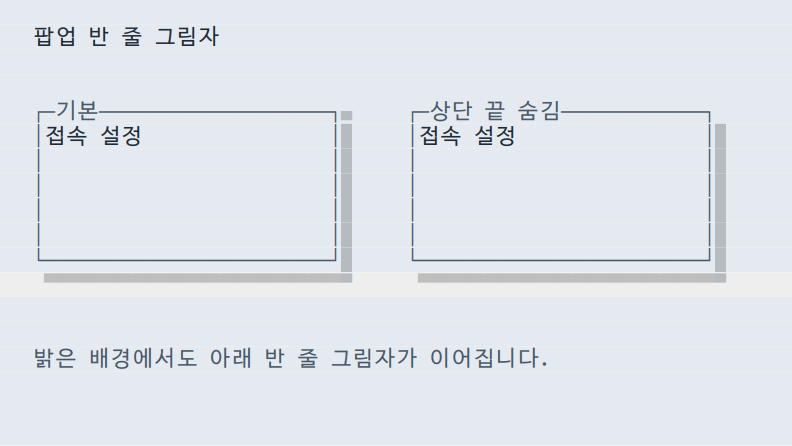 팝업 반 줄 그림자
기본
접속 설정
상단 끝 숨김
접속 설정
밝은 배경에서도 아래 반 줄 그림자가 이어집니다.